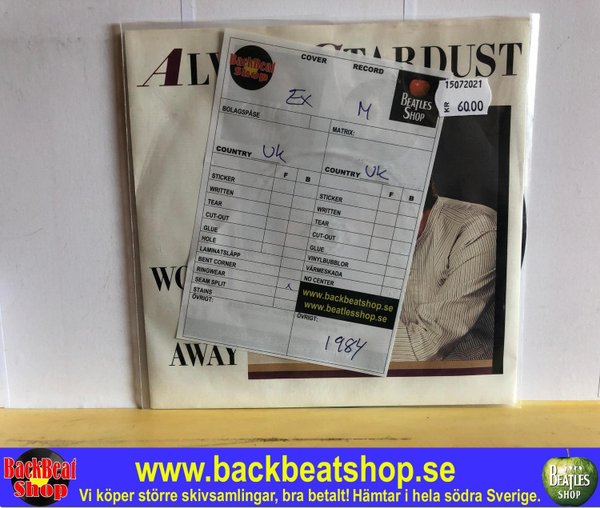 ALV STARDUST
BackBeat Shop
COVER RECORD
BEATLES SHOP
15072021
KR 60.00
EX M
BOLAGSPÅSE MATRIX:
COUNTRY UK COUNTRY UK
F B F B
STICKER STICKER
WRITTEN WRITTEN
TEAR TEAR
CUT-OUT CUT-OUT
GLUE GLUE
HOLE VINYLBUBBLOR
LAMINATSLÄPP VÄRMESKADA
BENT CORNER NO CENTER
RINGWEAR
SEAM SPLIT
STAINS
ÖVRIGT:
www.backbeatshop.se
www.beatlesshop.se
ÖVRIGT:
1984
WO
AWAY
BackBeat Shop
www.backbeatshop.se
Vi köper större skivsamlingar, bra betalt! Hämtar i hela södra Sverige.
BEATLES SHOP